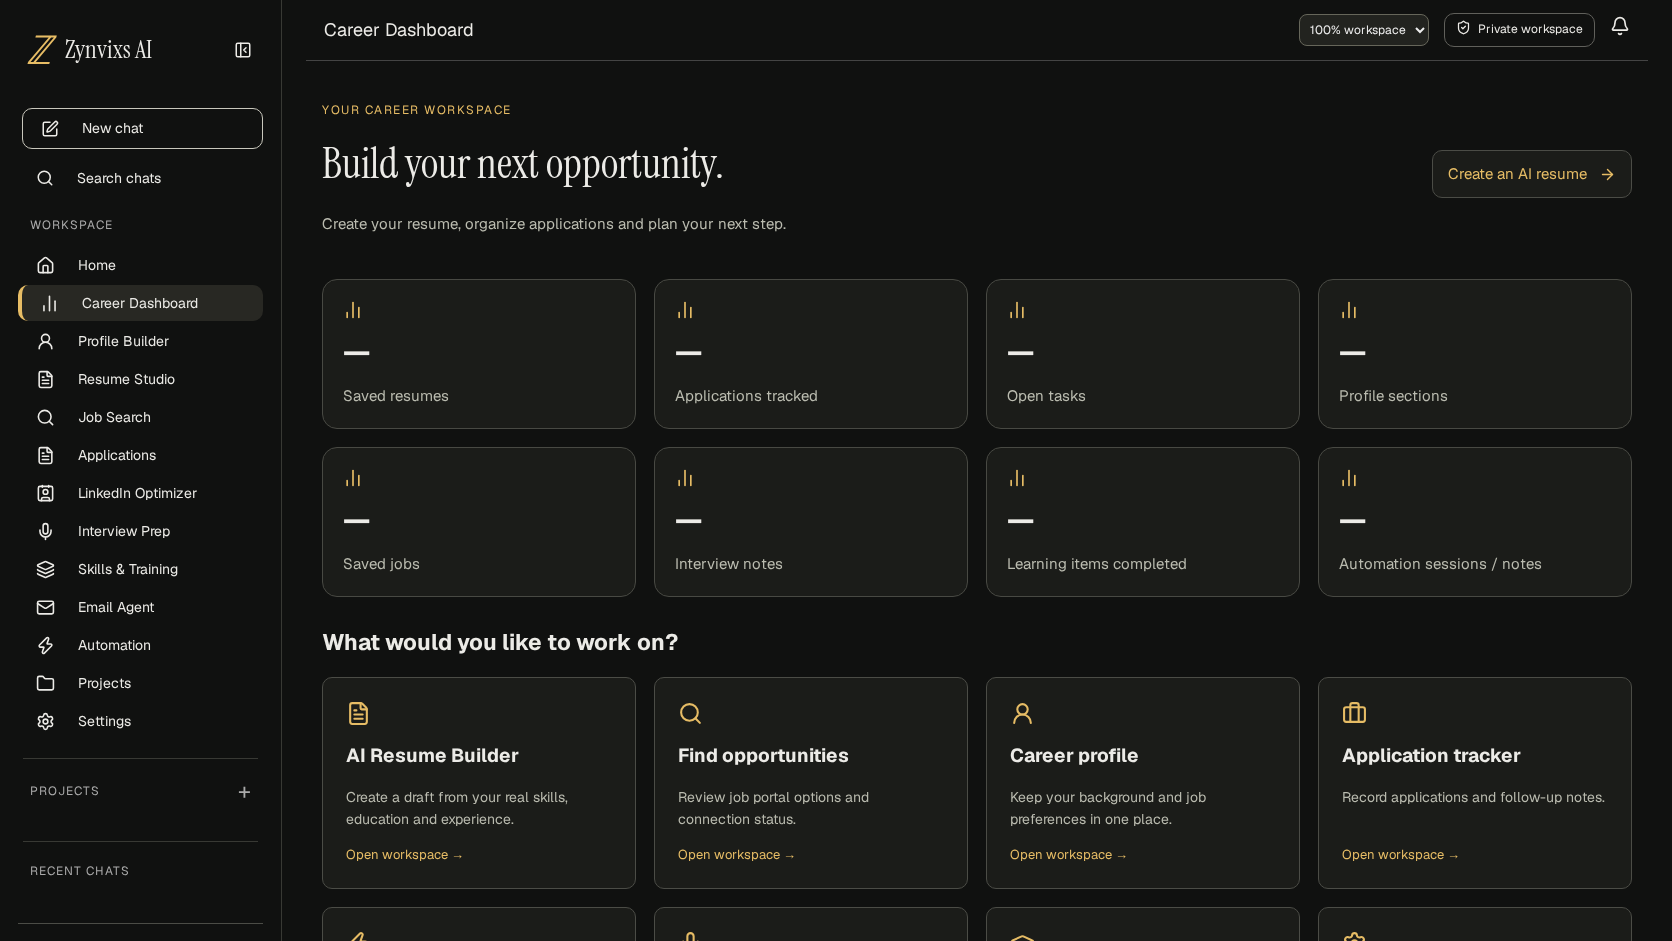 Zynvixs AI
New chat
Search chats
WORKSPACE
Home
Career Dashboard
Profile Builder
Resume Studio
Job Search
Applications
LinkedIn Optimizer
Interview Prep
Skills & Training
Email Agent
Automation
Projects
Settings
PROJECTS
RECENT CHATS
Career Dashboard
100% workspace
Private workspace
YOUR CAREER WORKSPACE
Build your next opportunity.
Create your resume, organize applications and plan your next step.
Create an AI resume →
—
Saved resumes
—
Applications tracked
—
Open tasks
—
Profile sections
—
Saved jobs
—
Interview notes
—
Learning items completed
—
Automation sessions / notes
What would you like to work on?
AI Resume Builder
Create a draft from your real skills,
education and experience.
Open workspace →
Find opportunities
Review job portal options and
connection status.
Open workspace →
Career profile
Keep your background and job
preferences in one place.
Open workspace →
Application tracker
Record applications and follow-up notes.
Open workspace →